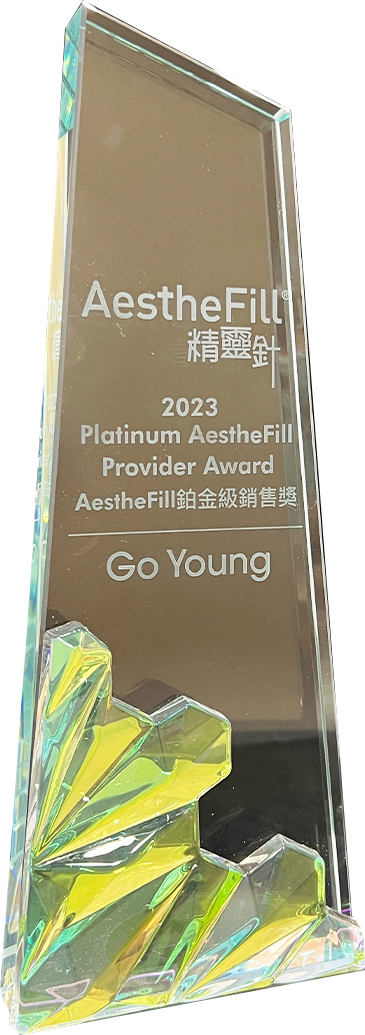 AestheFill®
精靈針
2023
Platinum AestheFill
Provider Award
AestheFill鉑金級銷售獎
Go Young